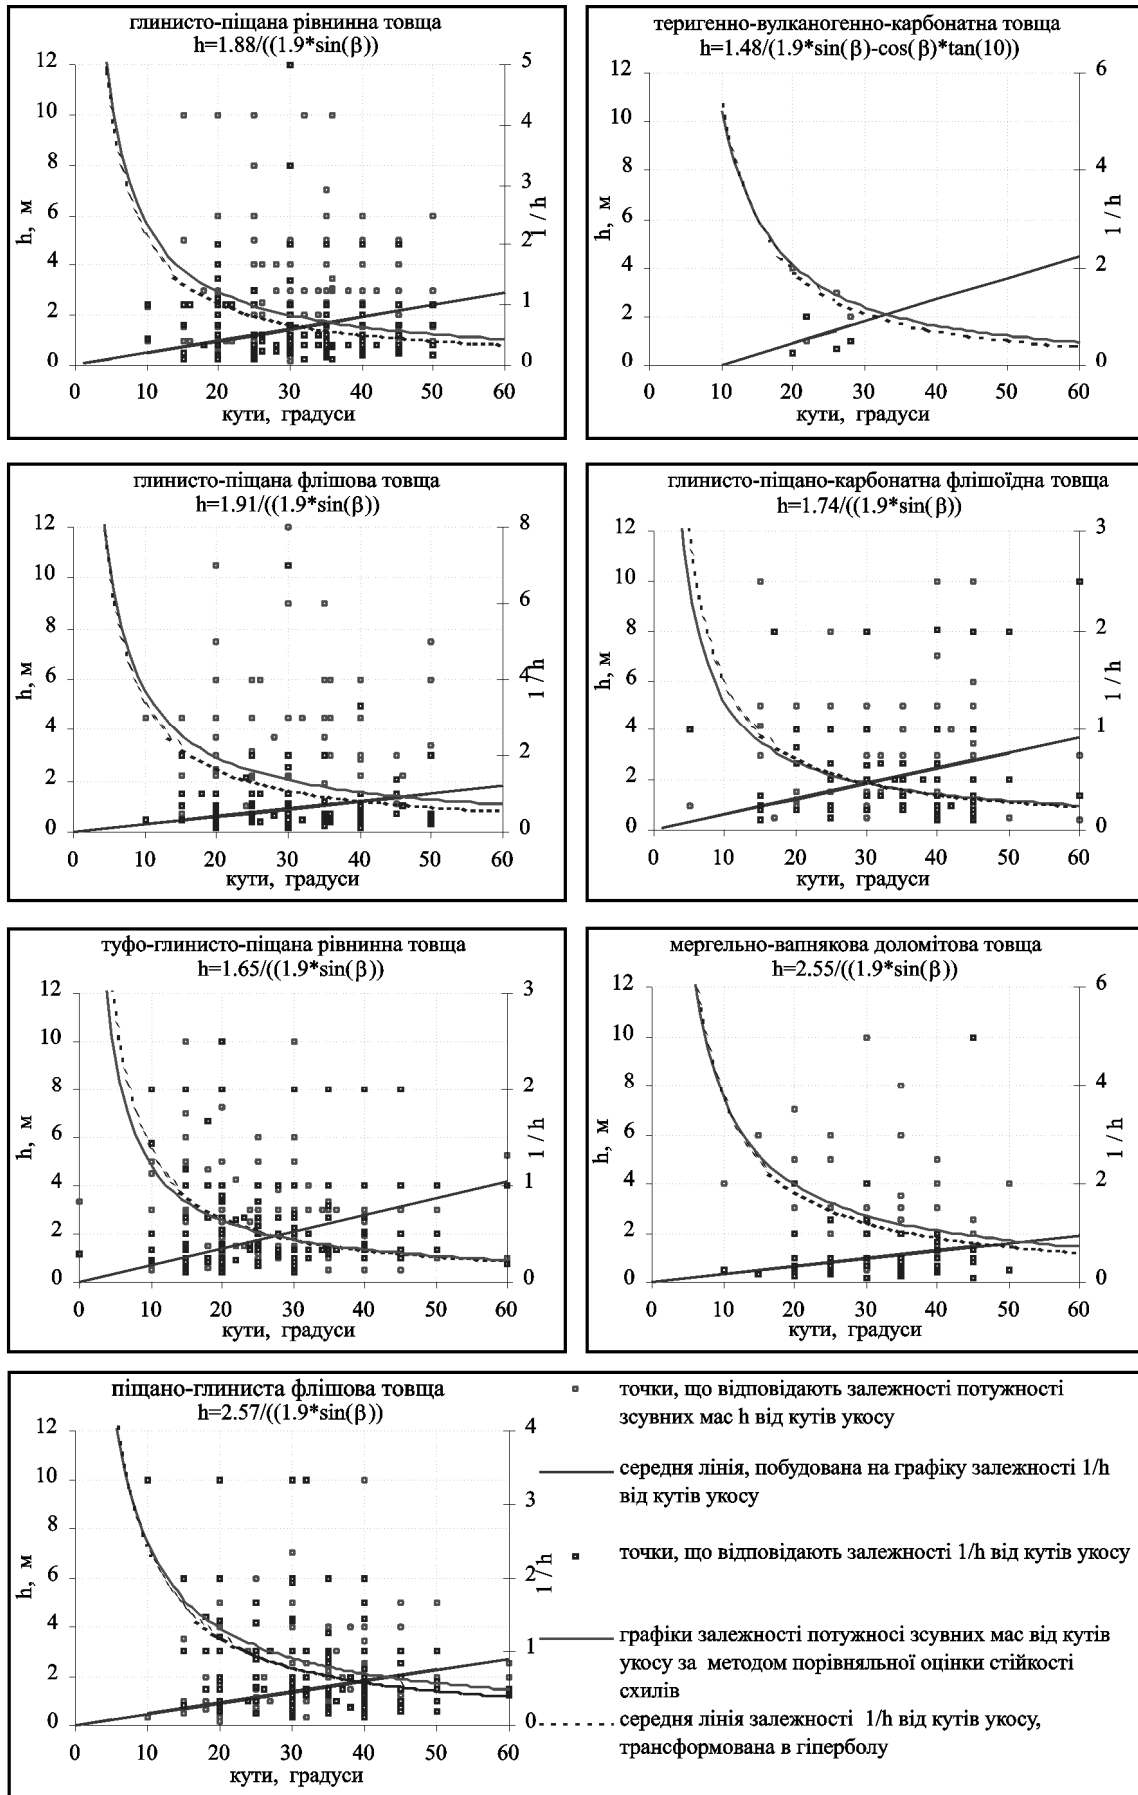 глинисто-піщана рівнинна товща
h=1.88/((1.9*sin(β))
12
10
8
6
4
2
0
5
4
3
2
1
0
h, м
1 / h
0 10 20 30 40 50 60
кути, градуси
теригенно-вулканогенно-карбонатна товща
h=1.48/(1.9*sin(β)-cos(β)*tan(10))
12
10
8
6
4
2
0
6
4
2
0
h, м
1 / h
0 10 20 30 40 50 60
кути, градуси
глинисто-піщана флішова товща
h=1.91/((1.9*sin(β))
12
10
8
6
4
2
0
8
6
4
2
0
h, м
1 / h
0 10 20 30 40 50 60
кути, градуси
глинисто-піщано-карбонатна флішоїдна товща
h=1.74/((1.9*sin(β))
12
10
8
6
4
2
0
3
2
1
0
h, м
1 / h
0 10 20 30 40 50 60
кути, градуси
туфо-глинисто-піщана рівнинна товща
h=1.65/((1.9*sin(β))
12
10
8
6
4
2
0
3
2
1
0
h, м
1 / h
0 10 20 30 40 50 60
кути, градуси
мергельно-вапнякова доломітова товща
h=2.55/((1.9*sin(β))
12
10
8
6
4
2
0
6
4
2
0
h, м
1 / h
0 10 20 30 40 50 60
кути, градуси
піщано-глиниста флішова товща
h=2.57/((1.9*sin(β))
12
10
8
6
4
2
0
4
3
2
1
0
h, м
1 / h
0 10 20 30 40 50 60
кути, градуси
точки, що відповідають залежності потужності
зсувних мас h від кутів укосу
середня лінія, побудована на графіку залежності 1/h
від кутів укосу
точки, що відповідають залежності 1/h від кутів укосу
графіки залежності потужносі зсувних мас від кутів
укосу за методом порівняльної оцінки стійкості
схилів
середня лінія залежності 1/h від кутів укосу,
трансформована в гіперболу